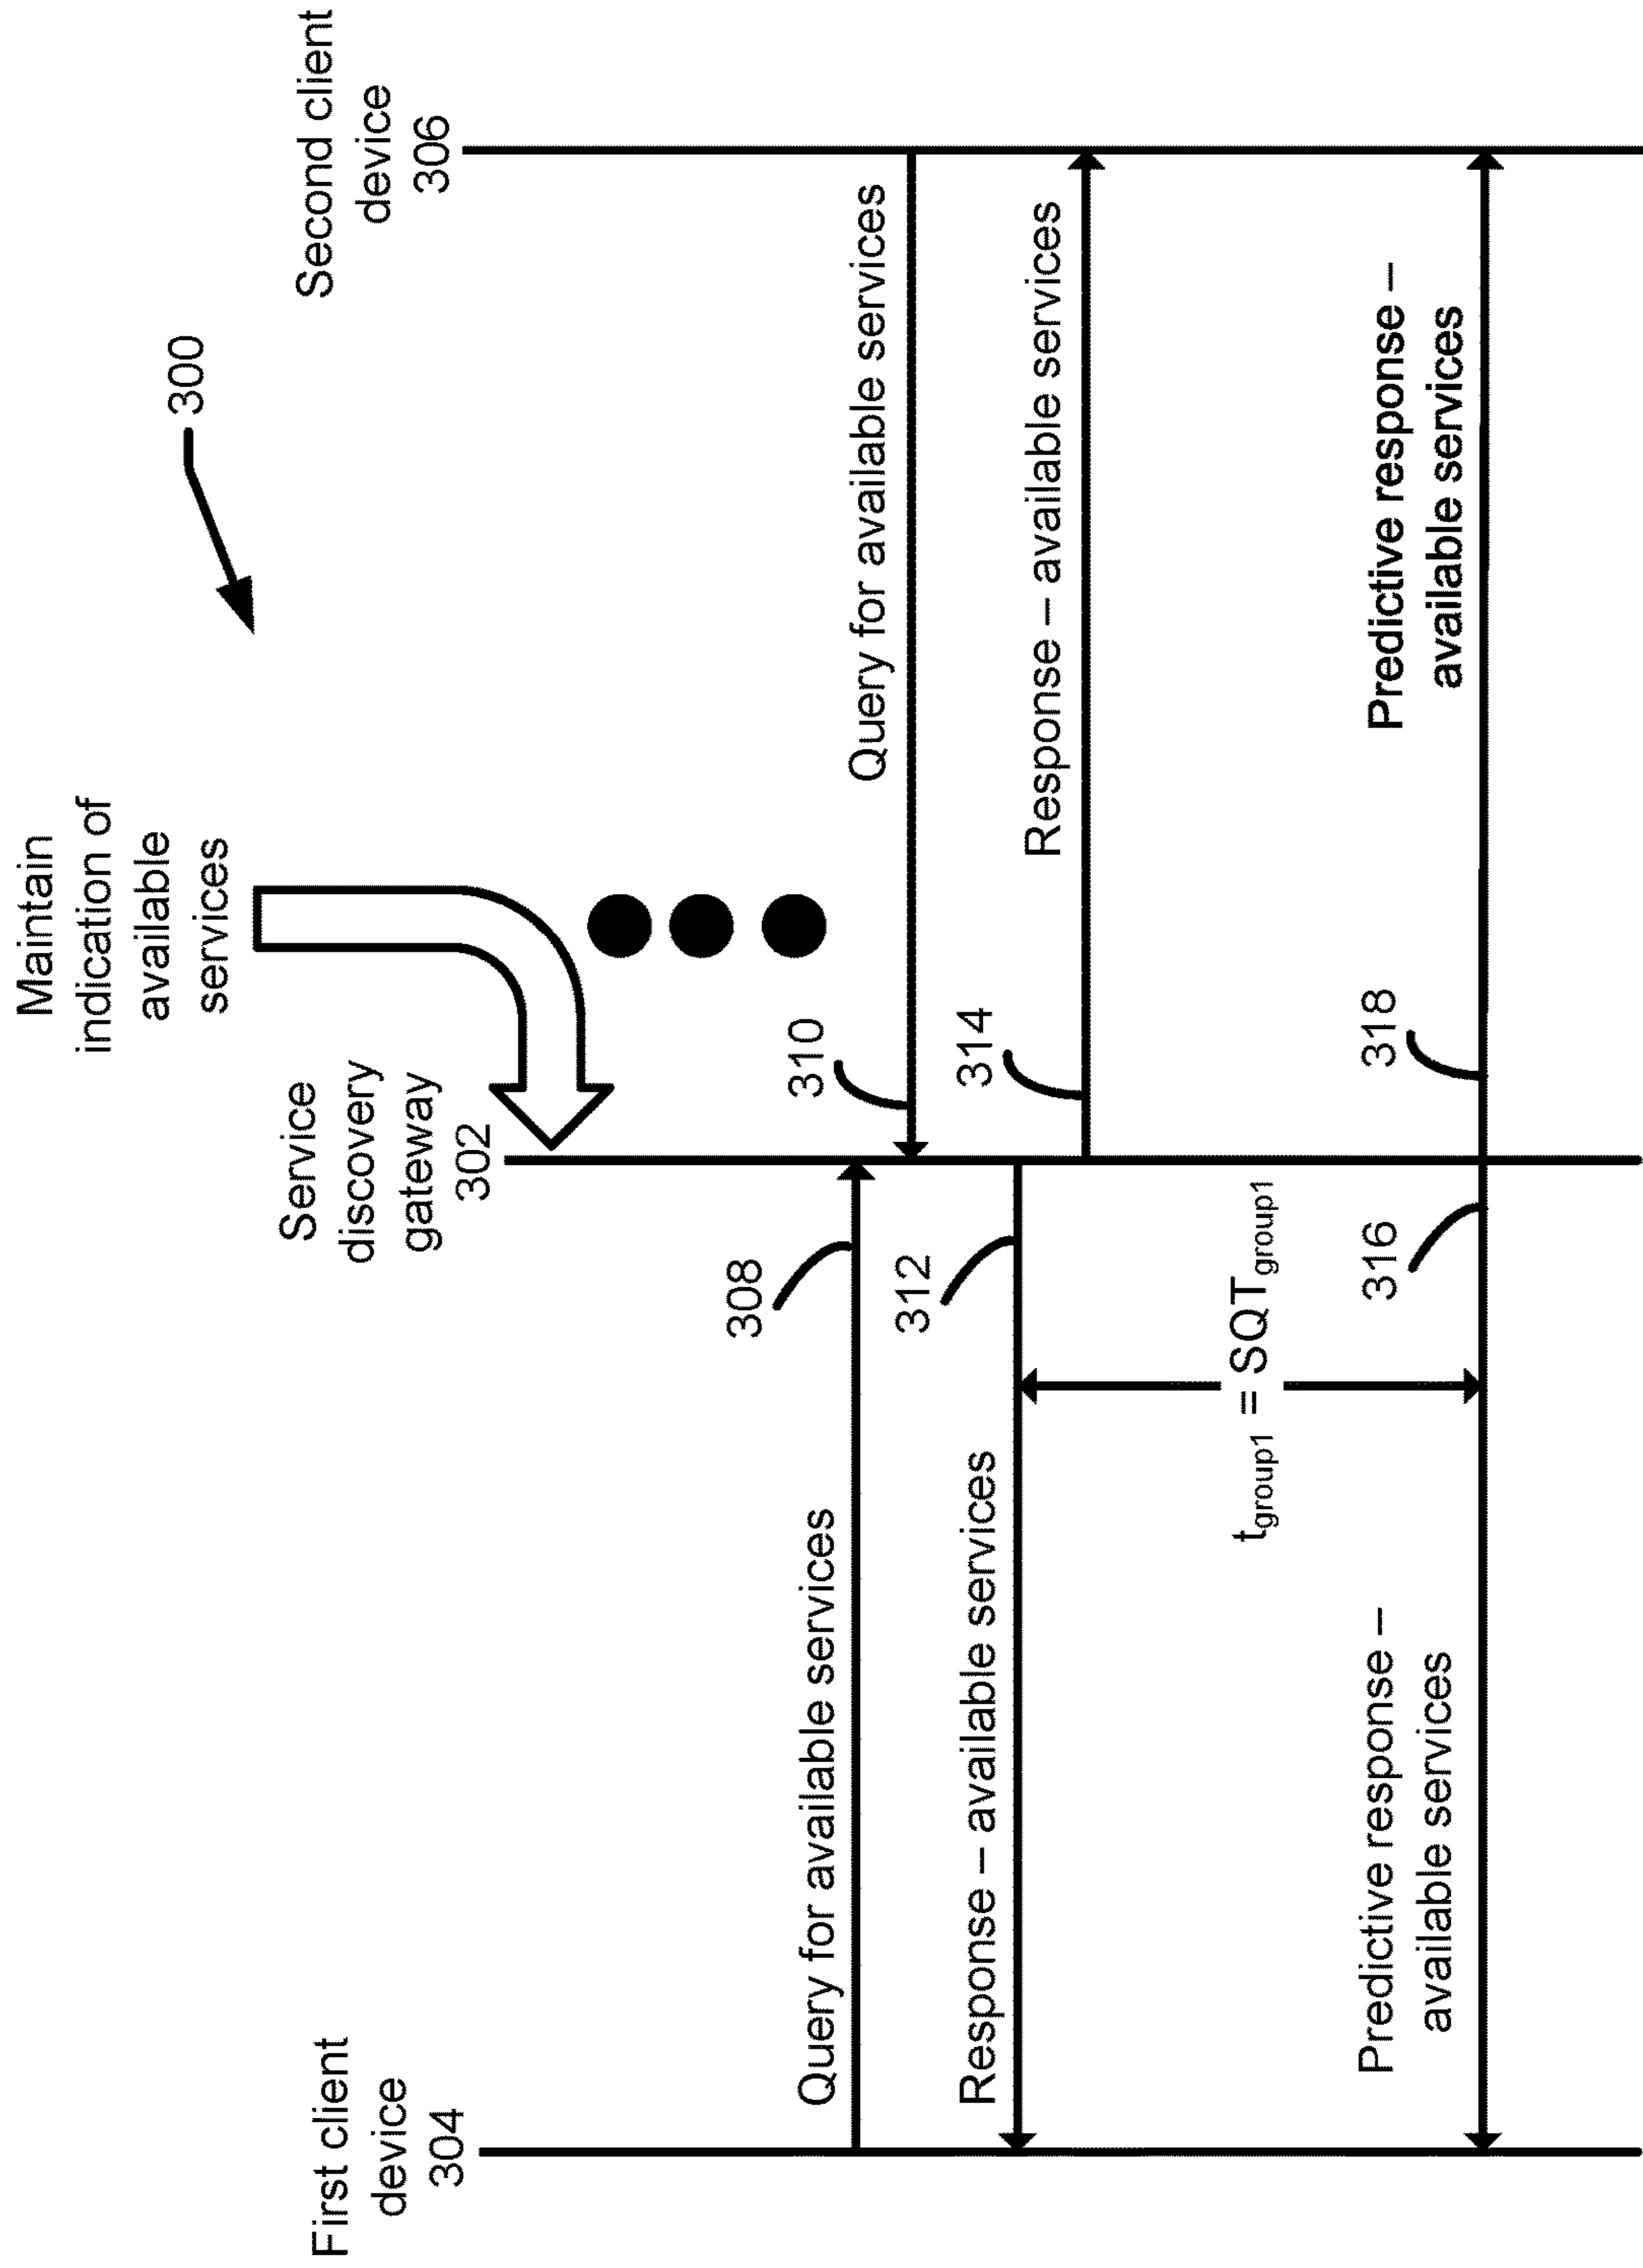 300
Maintain
indication of
available
services
First client
device
304
Service
discovery
gateway
302
Second client
device
306
308
Query for available services
310
Query for available services
312
Response – available services
314
Response – available services
tgroup1 = SQTgroup1
316
Predictive response –
available services
318
Predictive response –
available services